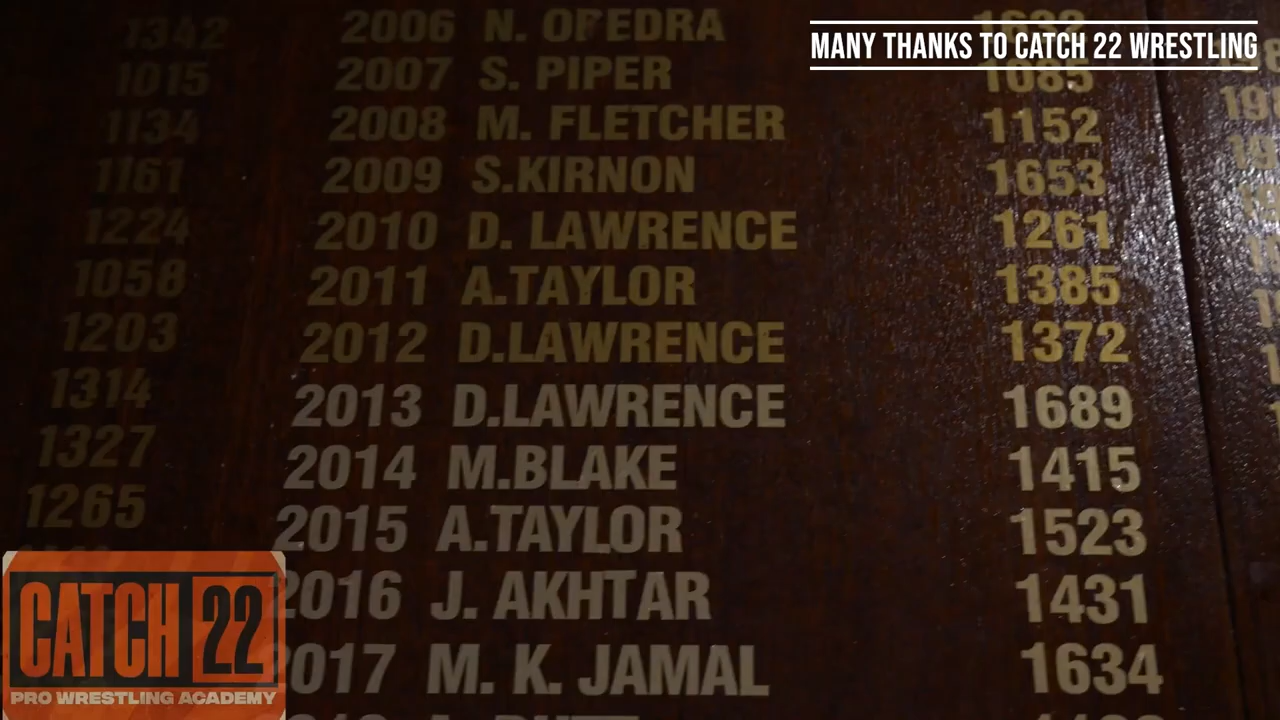 MANY THANKS TO CATCH 22 WRESTLING
1342 2006 N.
1015 2007 S. PIPER 1085
1134 2008 M. FLETCHER 1152
1161 2009 S.KIRNON 1653
1224 2010 D. LAWRENCE 1261
1058 2011 A.TAYLOR 1385
1203 2012 D.LAWRENCE 1372
1314 2013 D.LAWRENCE 1689
1327 2014 M.BLAKE 1415
1265 2015 A.TAYLOR 1523
2016 J. AKHTAR 1431
2017 M. K. JAMAL 1634
CATCH 22
PRO WRESTLING ACADEMY